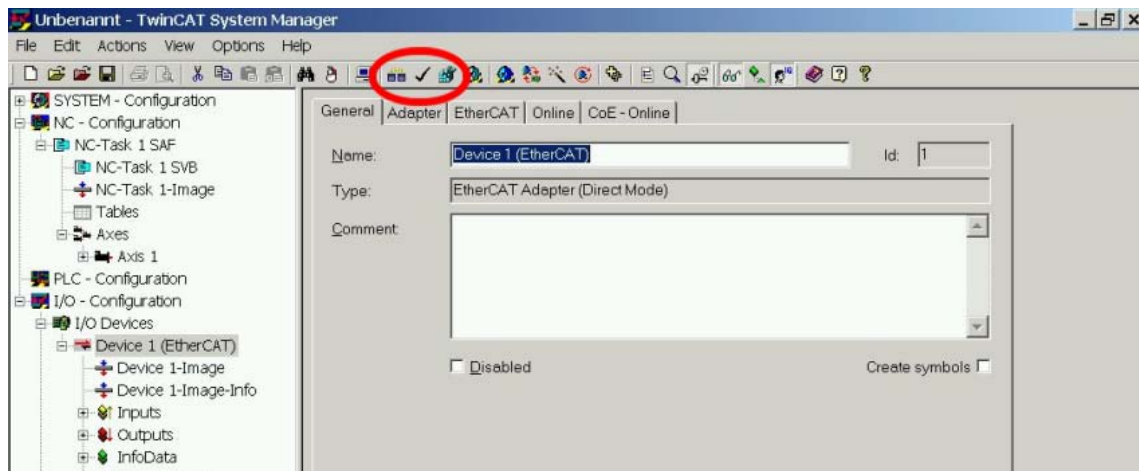 Unbenannt - TwinCAT System Manager
File Edit Actions View Options Help
SYSTEM - Configuration
NC - Configuration
NC-Task 1 SAF
NC-Task 1 SVB
NC-Task 1-Image
Tables
Axes
Axis 1
PLC - Configuration
I/O - Configuration
I/O Devices
Device 1 (EtherCAT)
Device 1-Image
Device 1-Image-Info
Inputs
Outputs
InfoData
General Adapter EtherCAT Online CoE - Online
Name: Device 1 (EtherCAT) Id: 1
Type: EtherCAT Adapter (Direct Mode)
Comment:
Disabled Create symbols